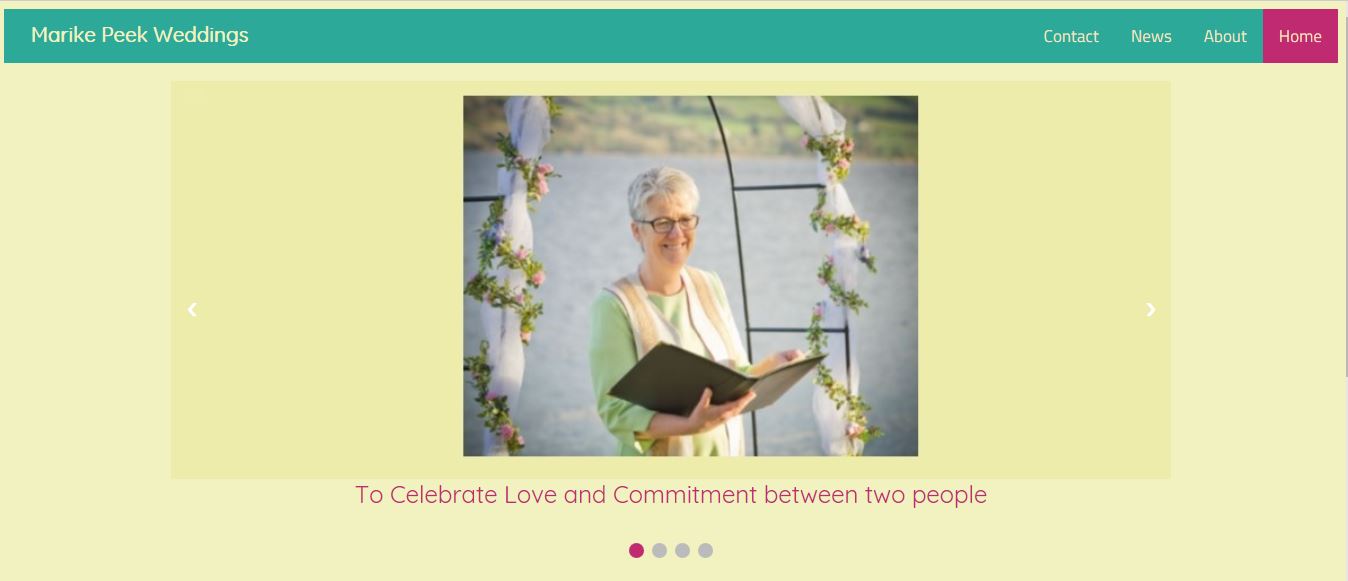 Marike Peek Weddings
Contact News About Home
To Celebrate Love and Commitment between two people